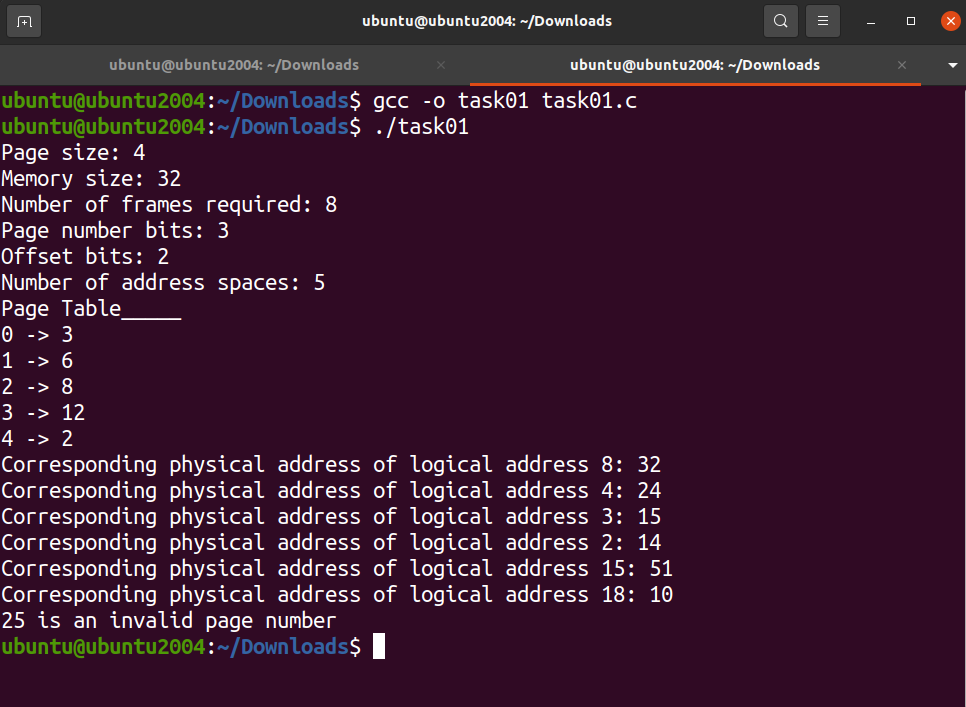 ubuntu@ubuntu2004: ~/Downloads
ubuntu@ubuntu2004: ~/Downloads
ubuntu@ubuntu2004: ~/Downloads
ubuntu@ubuntu2004:~/Downloads$ gcc -o task01 task01.c
ubuntu@ubuntu2004:~/Downloads$ ./task01
Page size: 4
Memory size: 32
Number of frames required: 8
Page number bits: 3
Offset bits: 2
Number of address spaces: 5
Page Table_____
0 -> 3
1 -> 6
2 -> 8
3 -> 12
4 -> 2
Corresponding physical address of logical address 8: 32
Corresponding physical address of logical address 4: 24
Corresponding physical address of logical address 3: 15
Corresponding physical address of logical address 2: 14
Corresponding physical address of logical address 15: 51
Corresponding physical address of logical address 18: 10
25 is an invalid page number
ubuntu@ubuntu2004:~/Downloads$